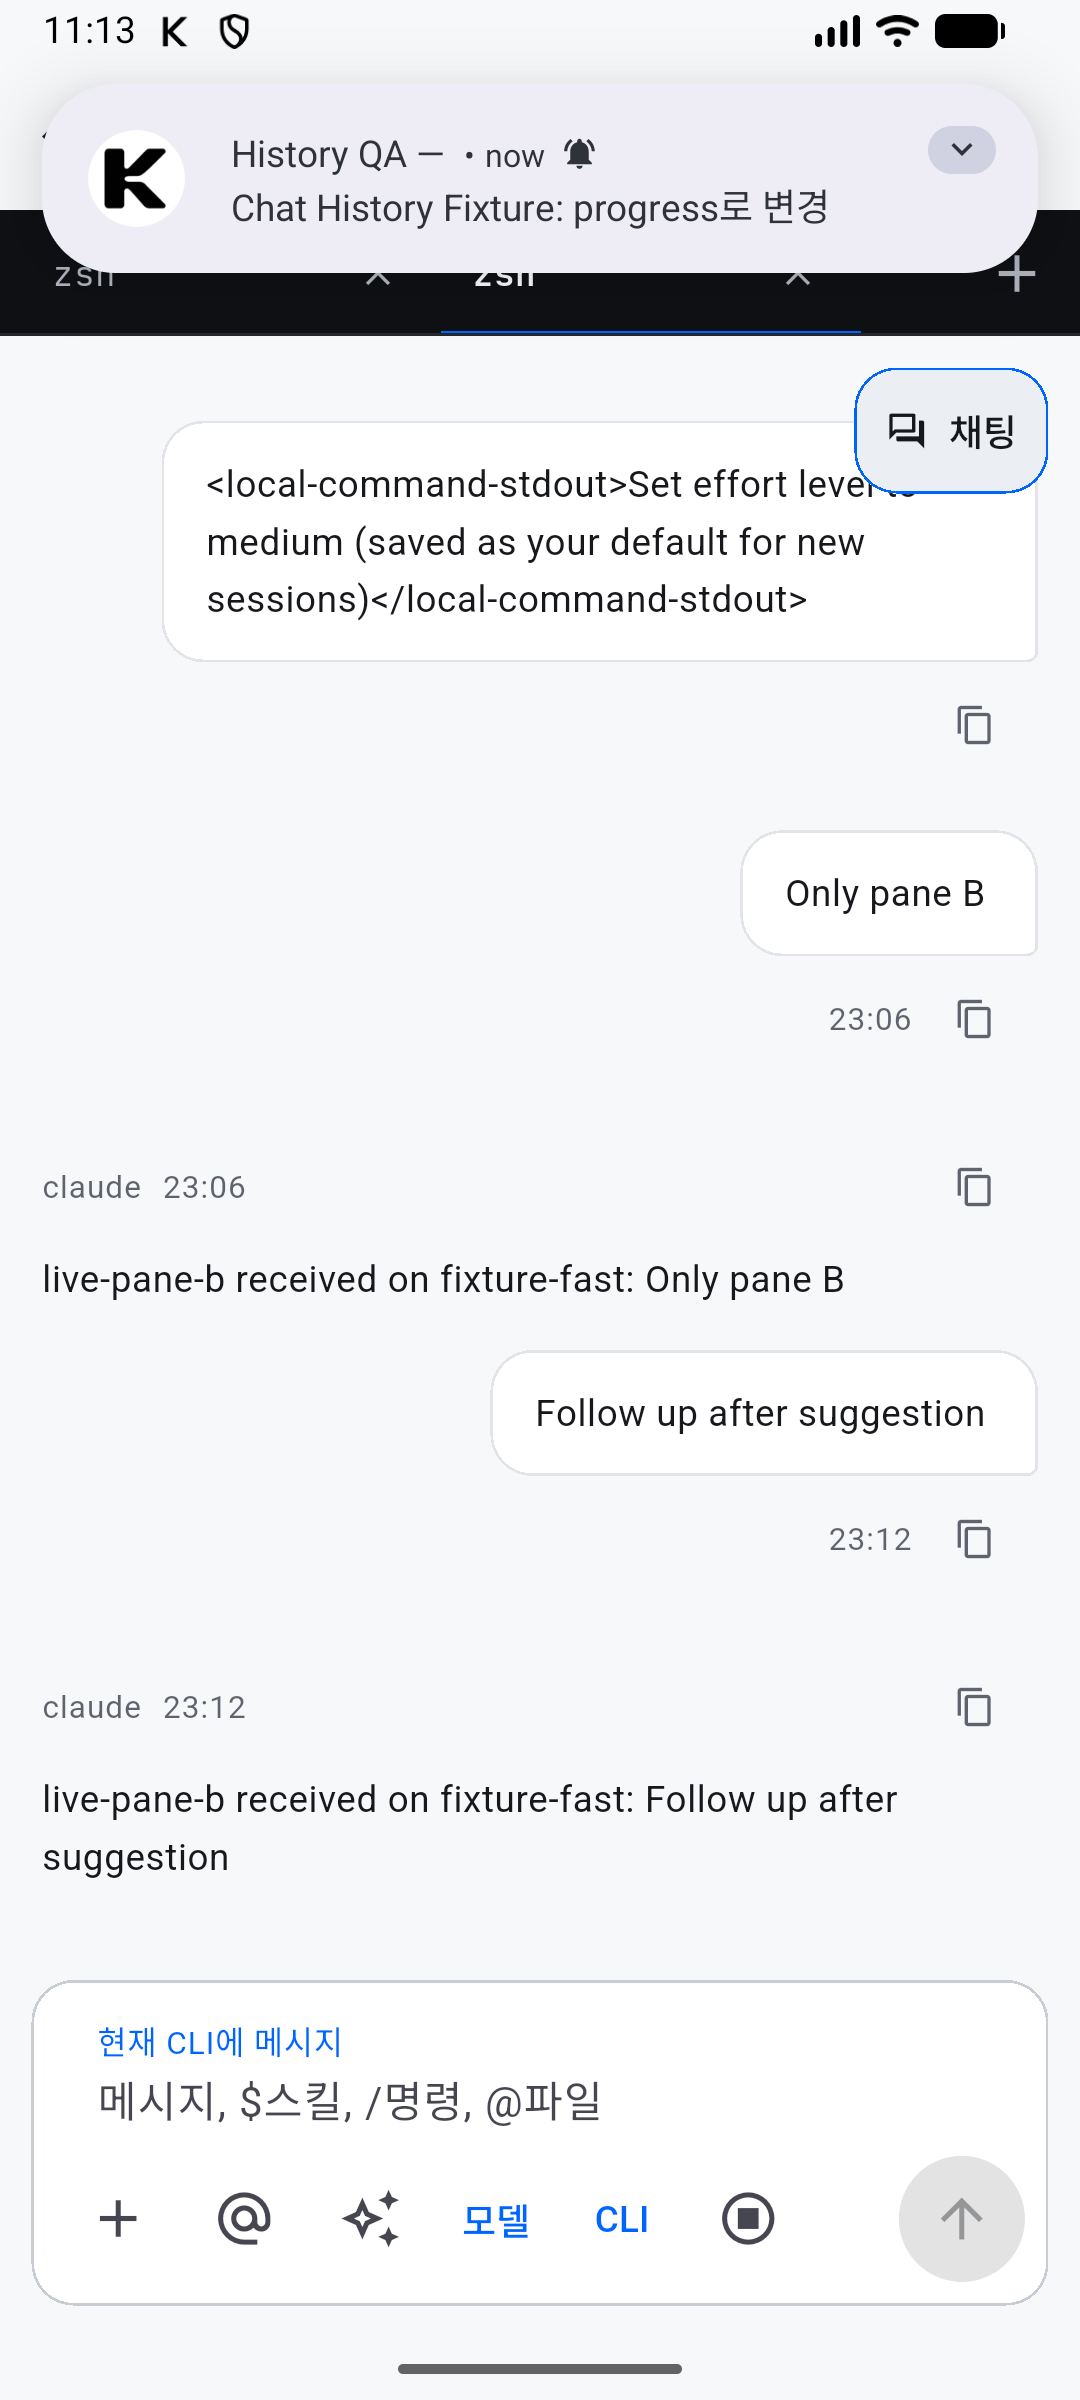 11:13
History QA — • now
Chat History Fixture: progress로 변경
zsh
zsh
채팅
<local-command-stdout>Set effort level to
medium (saved as your default for new
sessions)</local-command-stdout>
Only pane B
23:06
claude 23:06
live-pane-b received on fixture-fast: Only pane B
Follow up after suggestion
23:12
claude 23:12
live-pane-b received on fixture-fast: Follow up after
suggestion
현재 CLI에 메시지
메시지, $스킬, /명령, @파일
모델
CLI